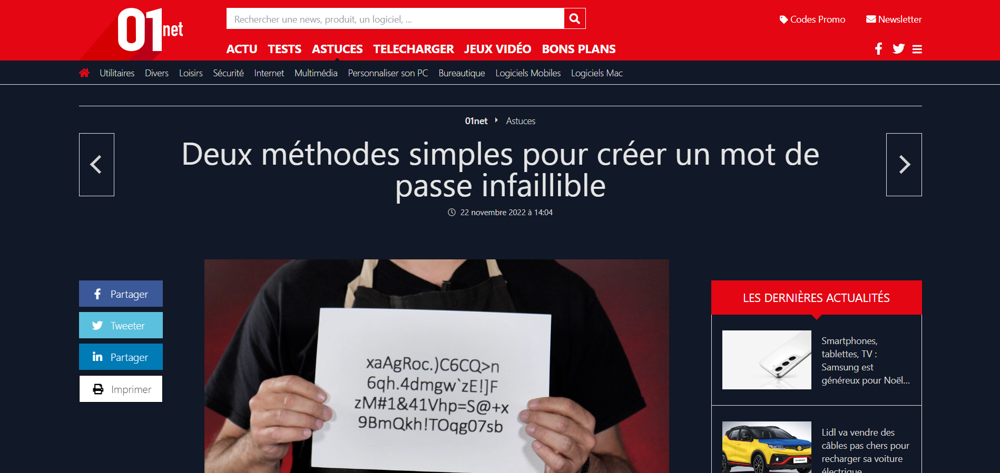 01net
Rechercher une news, produit, un logiciel, ...
Codes Promo
Newsletter
ACTU TESTS ASTUCES TELECHARGER JEUX VIDÉO BONS PLANS
Utilitaires Divers Loisirs Sécurité Internet Multimédia Personnaliser son PC Bureautique Logiciels Mobiles Logiciels Mac
01net Astuces
Deux méthodes simples pour créer un mot de
passe infaillible
22 novembre 2022 à 14:04
Partager
Tweeter
Partager
Imprimer
xaAgRoc.)C6CQ>n
6qh.4dmgw`zE!]F
zM#1&41Vhp=S@+x
9BmQkh!TOqg07sb
LES DERNIÈRES ACTUALITÉS
Smartphones,
tablettes, TV :
Samsung est
généreux pour Noël...
Lidl va vendre des
câbles pas chers pour
recharger sa voiture
électrique